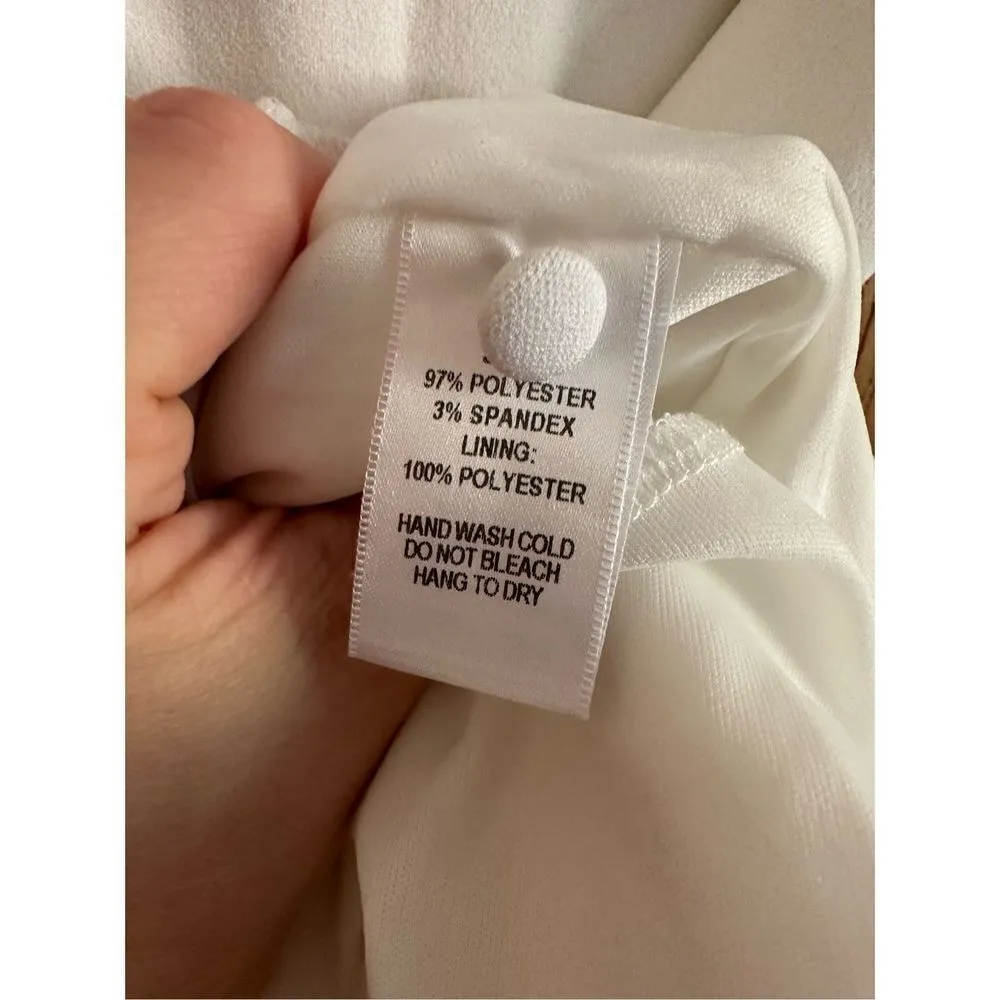 97% POLYESTER
3% SPANDEX
LINING:
100% POLYESTER
HAND WASH COLD
DO NOT BLEACH
HANG TO DRY